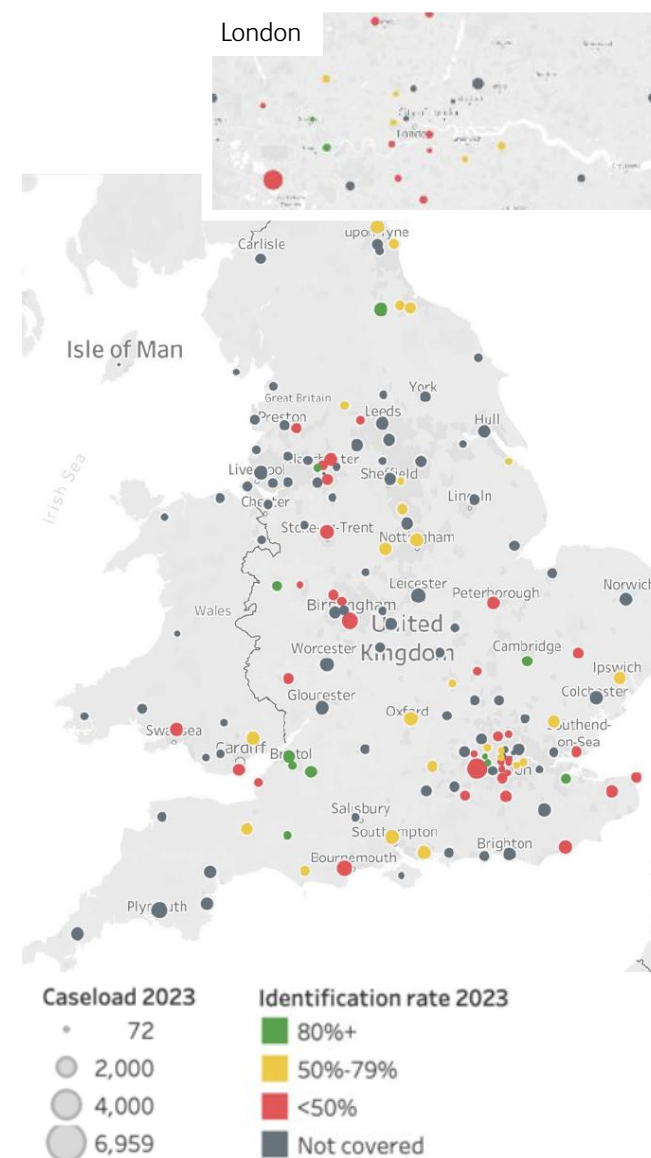 London
London
upon Tyne
Carlisle
Isle of Man
Great Britain
York
Preston
Leeds
Hull
Irish Sea
Liverpool
Sheffield
Chester
Lincoln
Stoke-on-Trent
Nottingham
Leicester
Peterborough
Norwich
Wales
Birmingham
United
Kingdom
Worcester
Cambridge
Ipswich
Gloucester
Colchester
Oxford
Swansea
Southend-
on-Sea
Cardiff
Bristol
Salisbury
Southampton
Brighton
Bournemouth
Plymouth
Caseload 2023
72
2,000
4,000
6,959
Identification rate 2023
80%+
50%-79%
<50%
Not covered